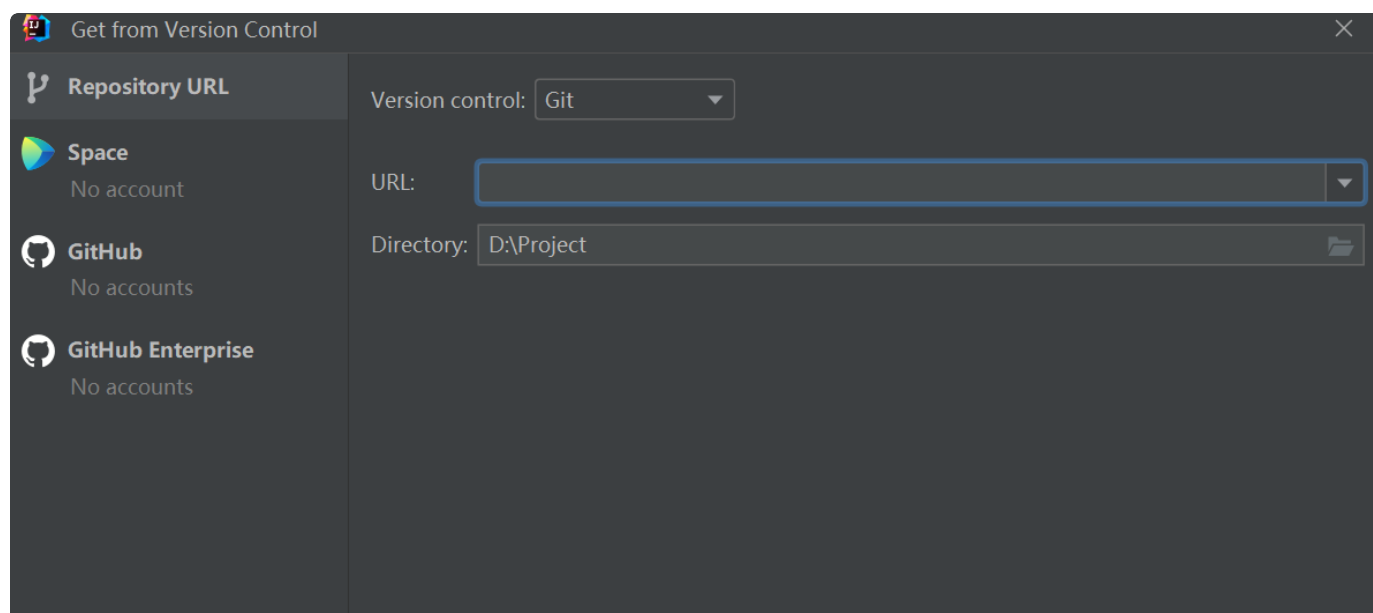 Get from Version Control
Repository URL
Space
No account
GitHub
No accounts
GitHub Enterprise
No accounts
Version control: Git
URL:
Directory: D:\Project